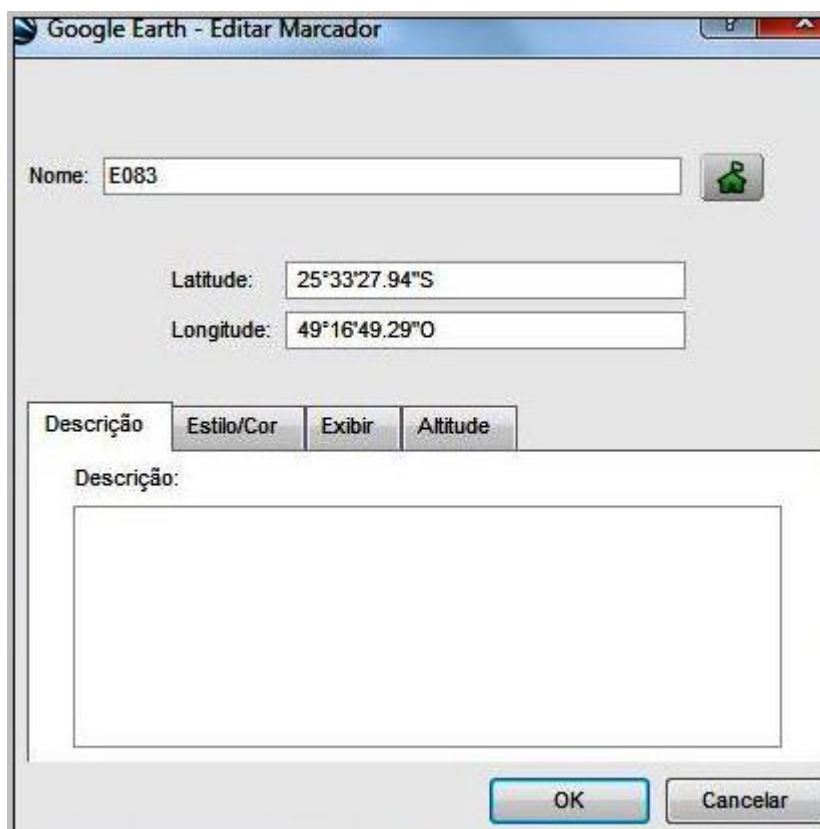 Google Earth - Editar Marcador
Nome: E083
Latitude: 25°33'27.94"S
Longitude: 49°16'49.29"O
Descrição Estilo/Cor Exibir Altitude
Descrição:
OK Cancelar